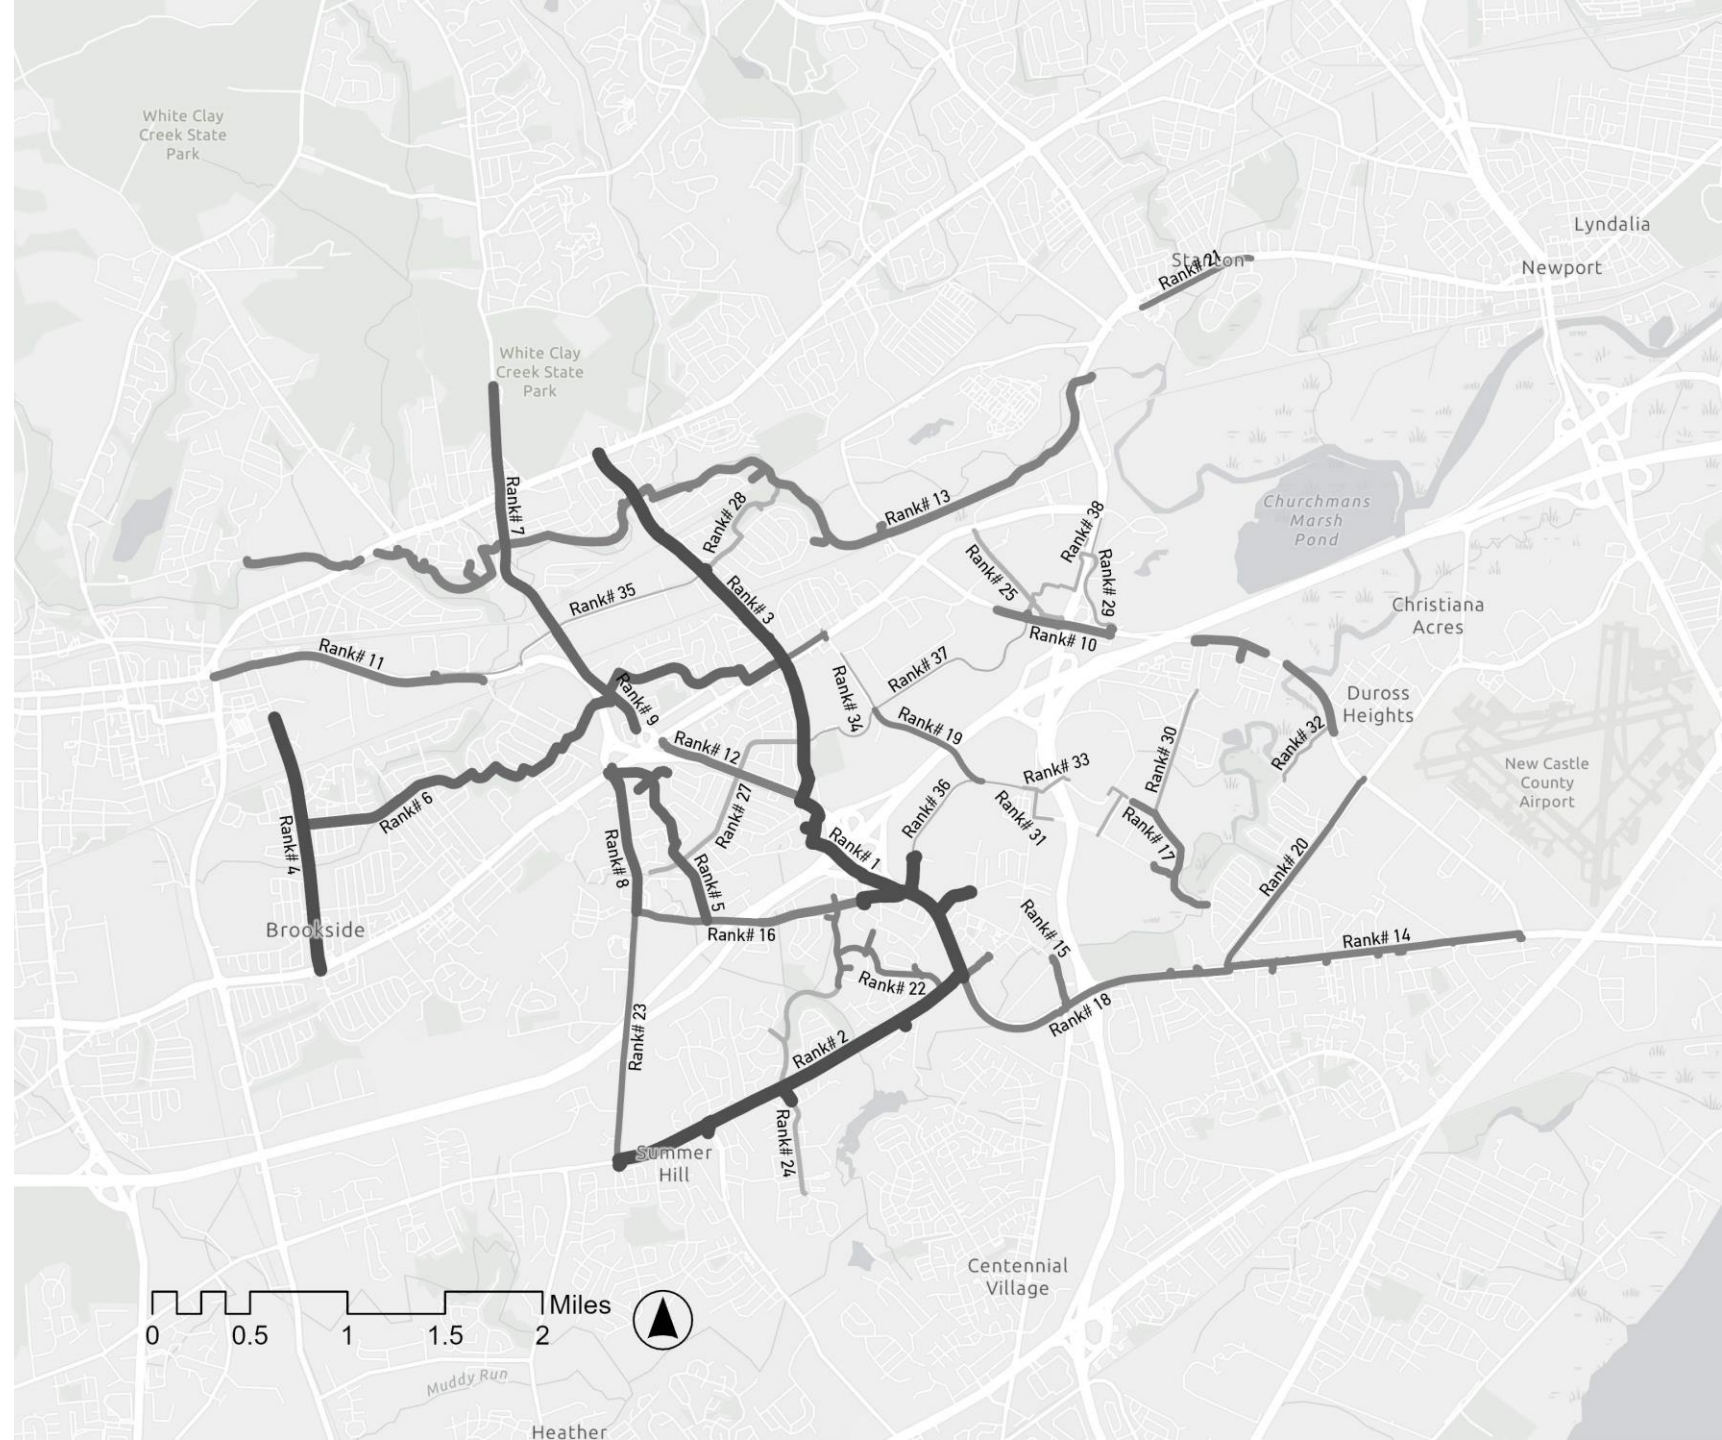 White Clay
Creek State
Park
Lyndalia
Newport
Stanton
Rank# 21
White Clay
Creek State
Park
Rank# 7
Rank# 28
Rank# 13
Churchmans
Marsh
Pond
Rank# 38
Rank# 25
Rank# 29
Rank# 35
Rank# 3
Rank# 10
Christiana
Acres
Rank# 11
Rank# 37
Rank# 9
Rank# 34
Rank# 19
Duross
Heights
Rank# 12
Rank# 30
Rank# 32
Rank# 33
New Castle
County
Airport
Rank# 6
Rank# 27
Rank# 36
Rank# 31
Rank# 4
Rank# 8
Rank# 1
Rank# 17
Rank# 5
Rank# 20
Brookside
Rank# 16
Rank# 15
Rank# 14
Rank# 22
Rank# 18
Rank# 23
Rank# 2
Rank# 24
Summer
Hill
Centennial
Village
Miles
0 0.5 1 1.5 2
Muddy Run
Heather